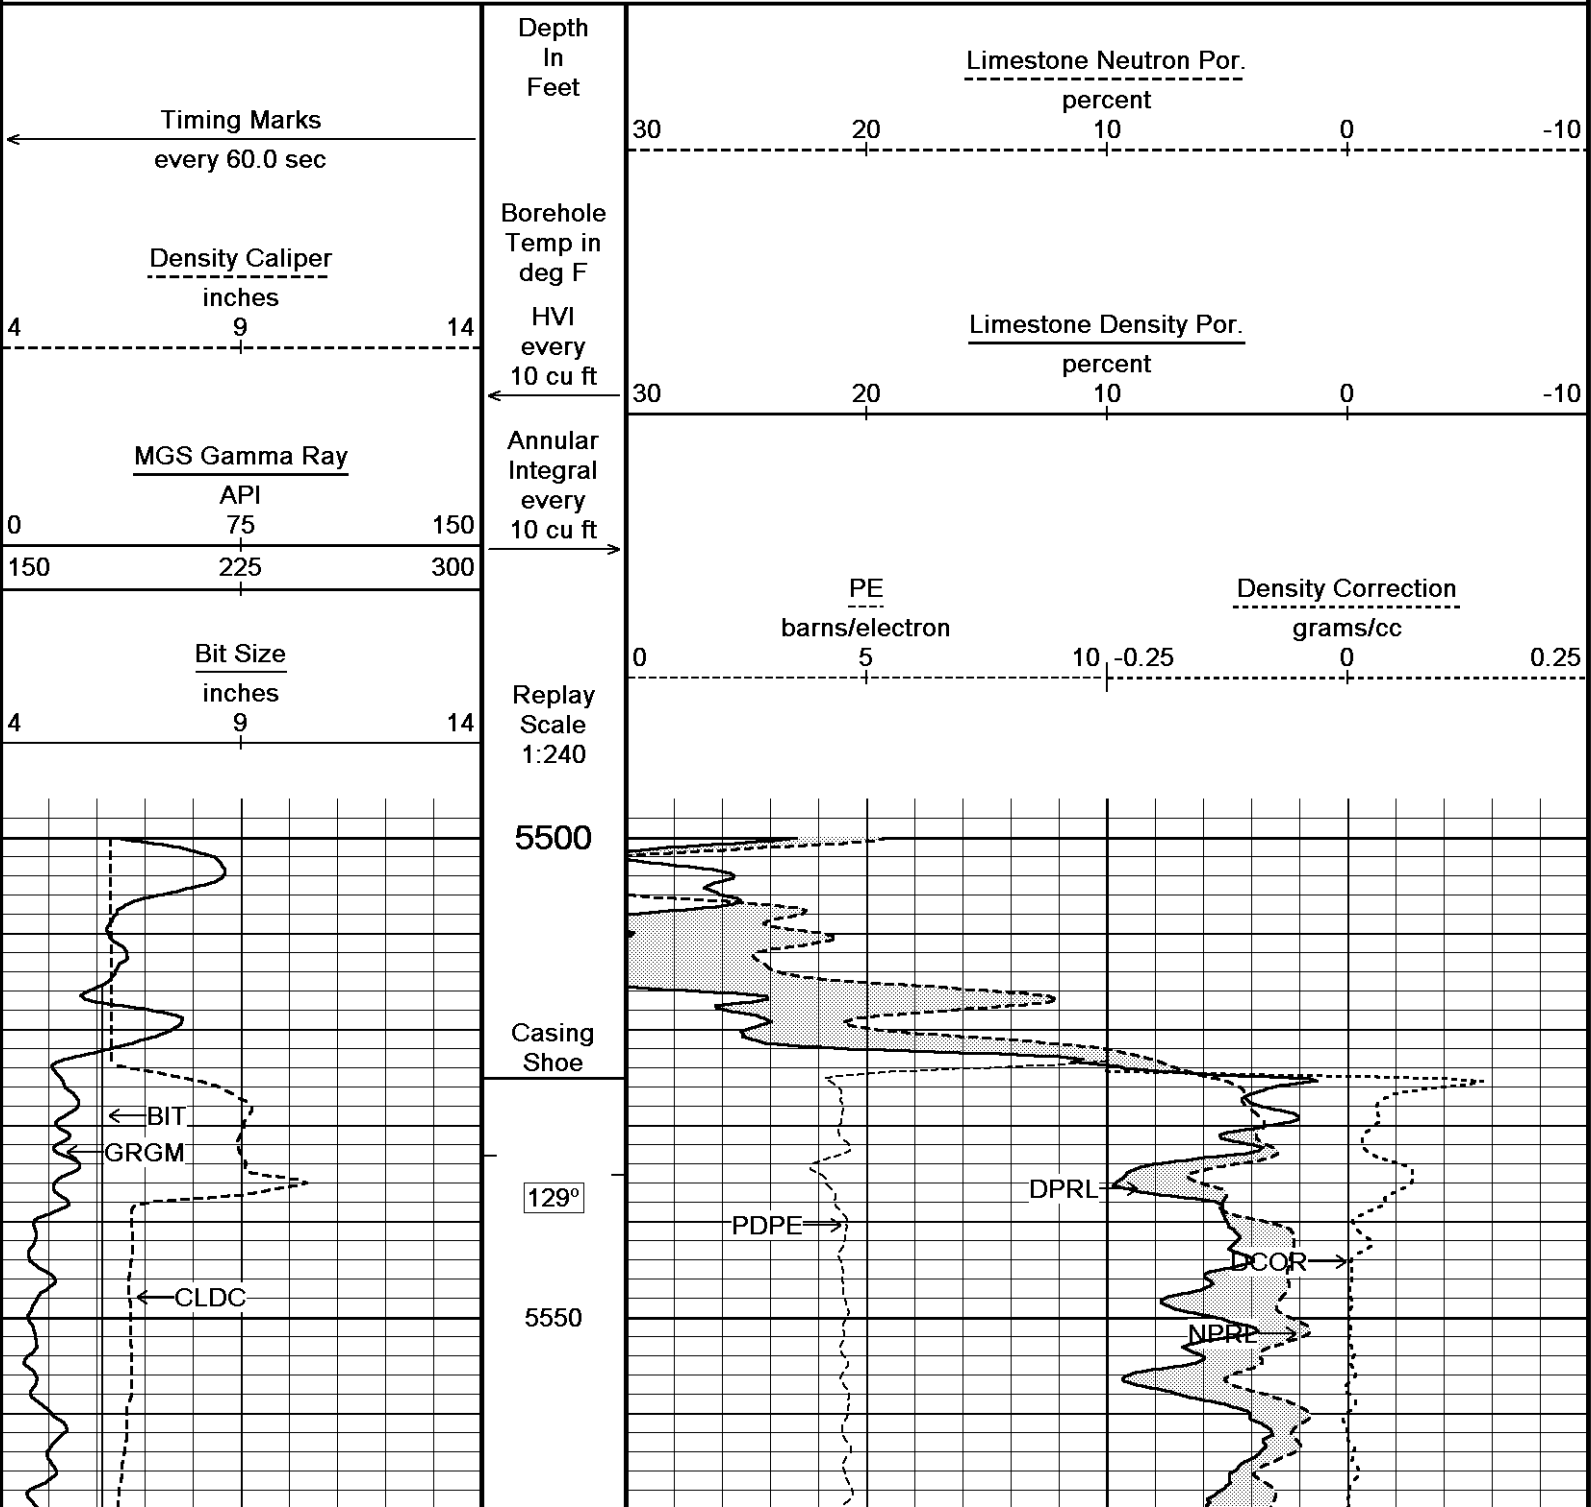 Timing Marks
every 60.0 sec
Density Caliper
inches
4 9 14
MGS Gamma Ray
API
0 75 150
150 225 300
Bit Size
inches
4 9 14
Depth
In
Feet
Borehole
Temp in
deg F
HVI
every
10 cu ft
Annular
Integral
every
10 cu ft
Replay
Scale
1:240
Limestone Neutron Por.
percent
30 20 10 0 -10
Limestone Density Por.
percent
30 20 10 0 -10
PE
barns/electron
0 5 10
Density Correction
grams/cc
-0.25 0 0.25
5500
Casing
Shoe
BIT
GRGM
129º
DPRL
PDPE
DCOR
CLDC
5550
NPRL